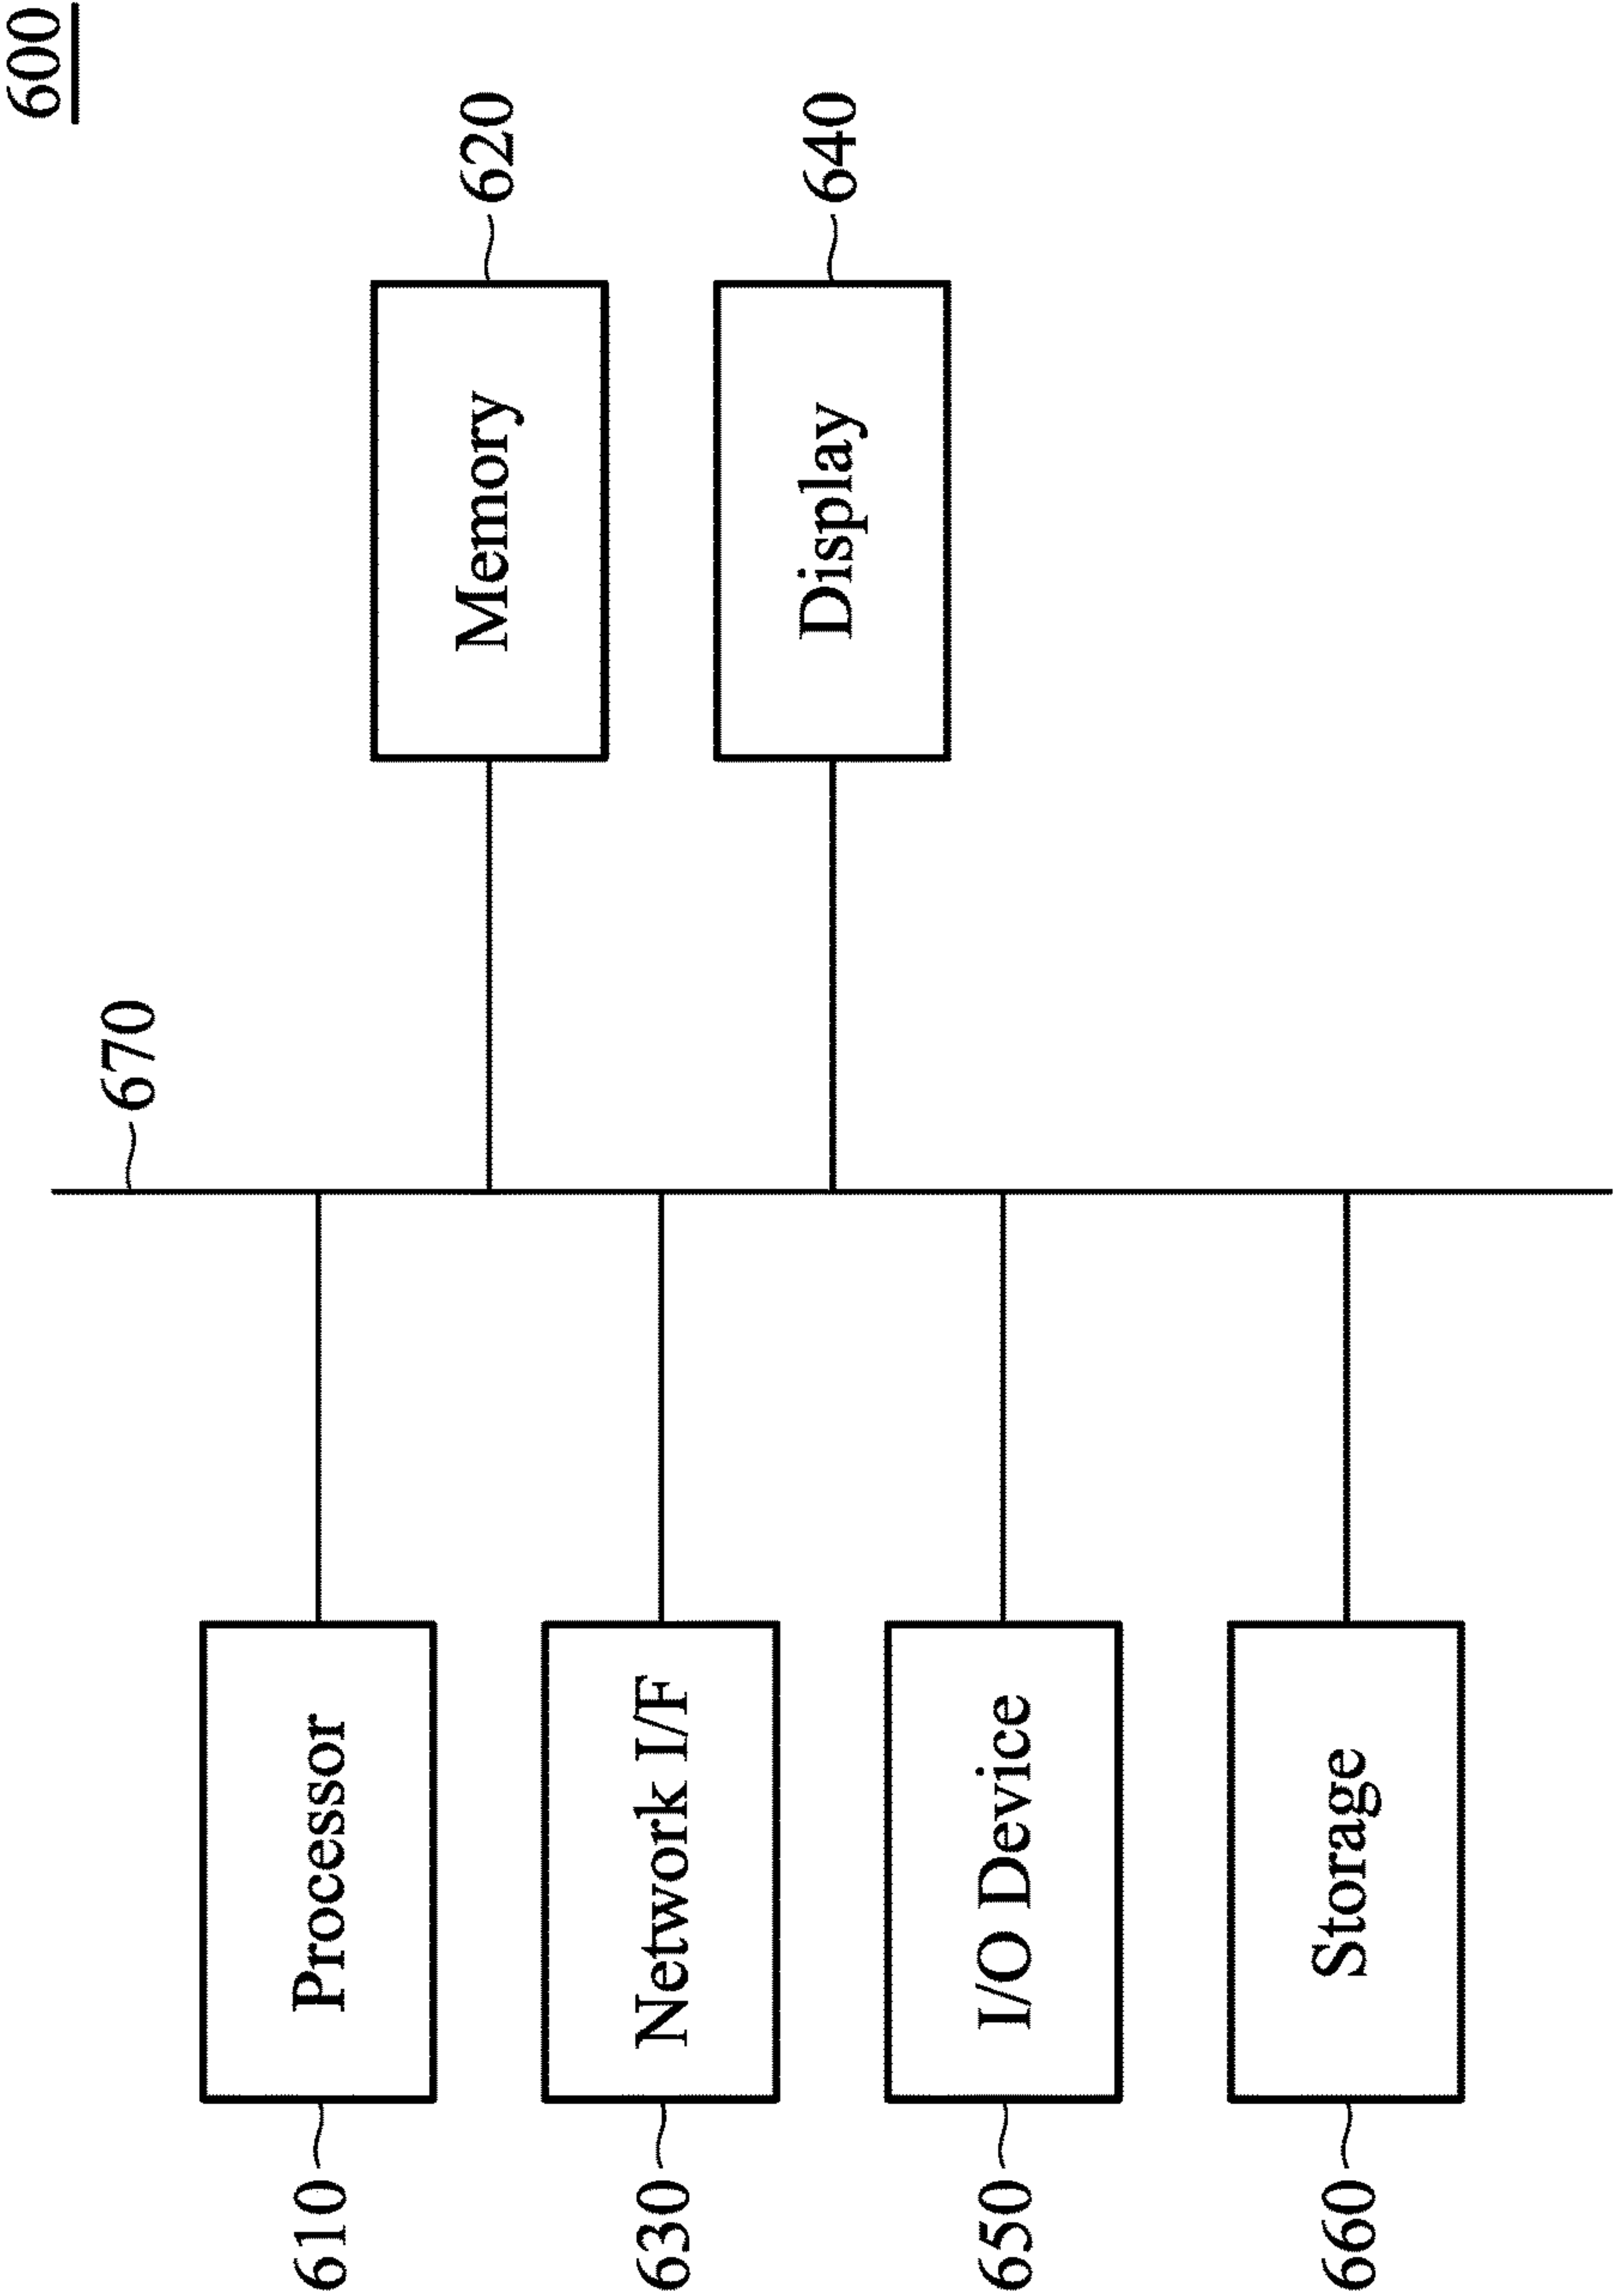 600
670
610
Processor
Memory
620
630
Network I/F
Display
640
650
I/O Device
660
Storage